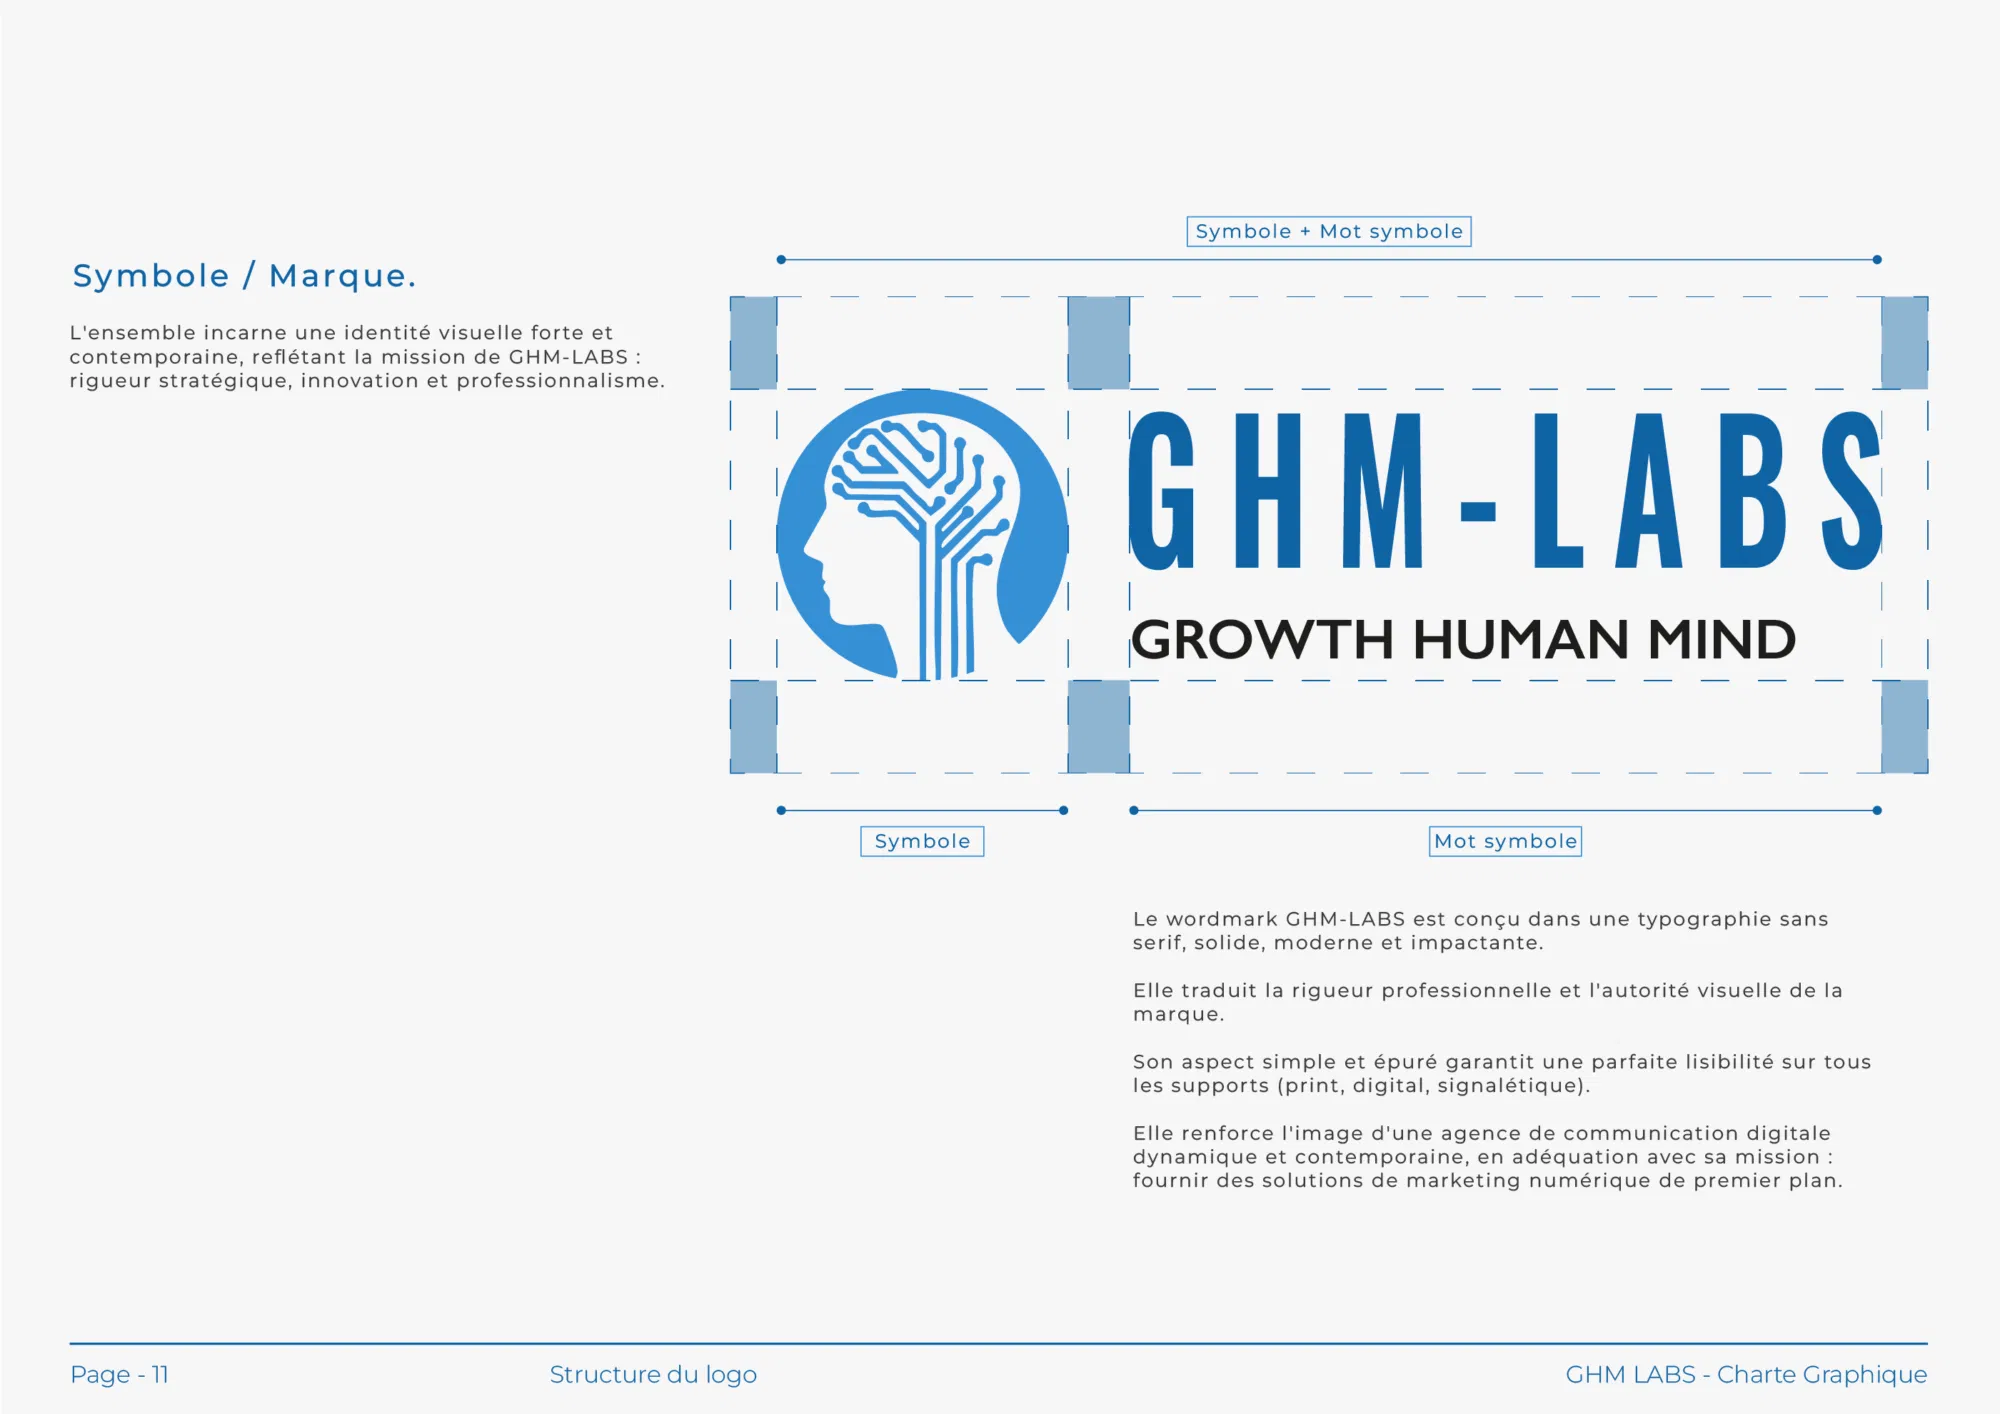 Symbole / Marque.
L'ensemble incarne une identité visuelle forte et
contemporaine, reflétant la mission de GHM-LABS :
rigueur stratégique, innovation et professionnalisme.
Symbole + Mot symbole
GHM-LABS
GROWTH HUMAN MIND
Symbole
Mot symbole
Le wordmark GHM-LABS est conçu dans une typographie sans
serif, solide, moderne et impactante.
Elle traduit la rigueur professionnelle et l'autorité visuelle de la
marque.
Son aspect simple et épuré garantit une parfaite lisibilité sur tous
les supports (print, digital, signalétique).
Elle renforce l'image d'une agence de communication digitale
dynamique et contemporaine, en adéquation avec sa mission :
fournir des solutions de marketing numérique de premier plan.
Page - 11
Structure du logo
GHM LABS - Charte Graphique